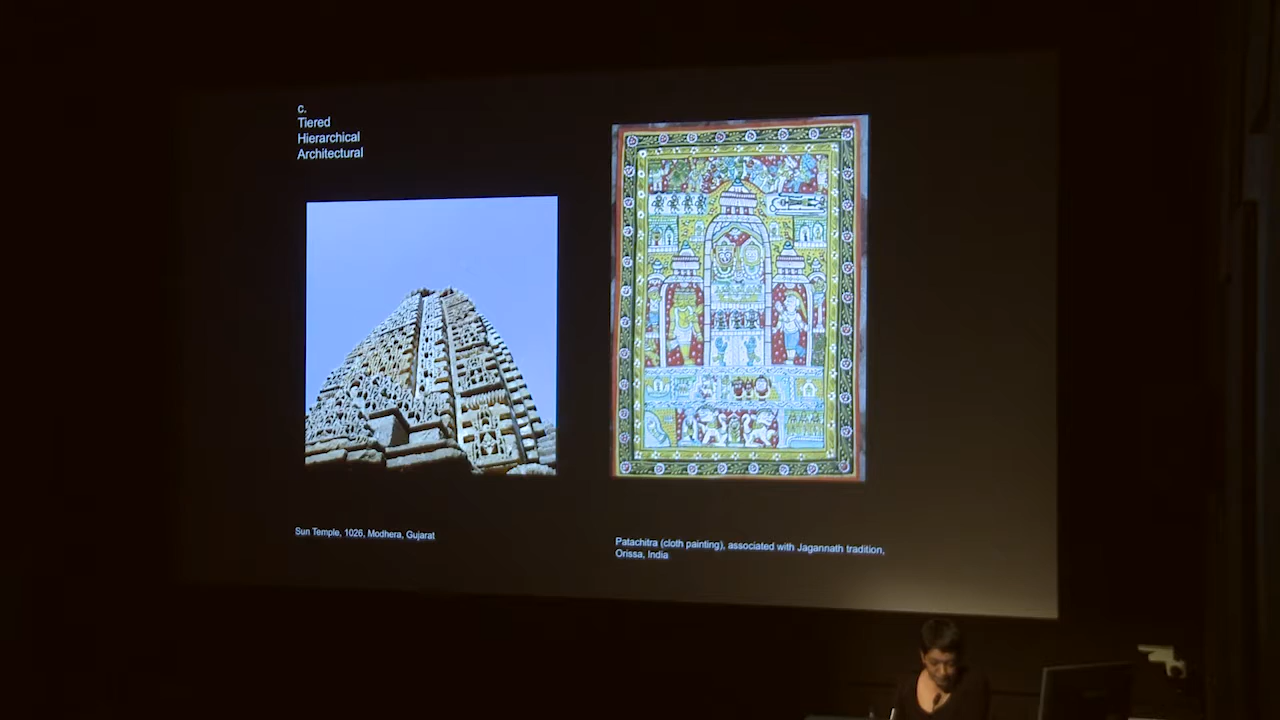 c.
Tiered
Hierarchical
Architectural
Sun Temple, 1026, Modhera, Gujarat
Patachitra (cloth painting), associated with Jagannath tradition,
Orissa, India